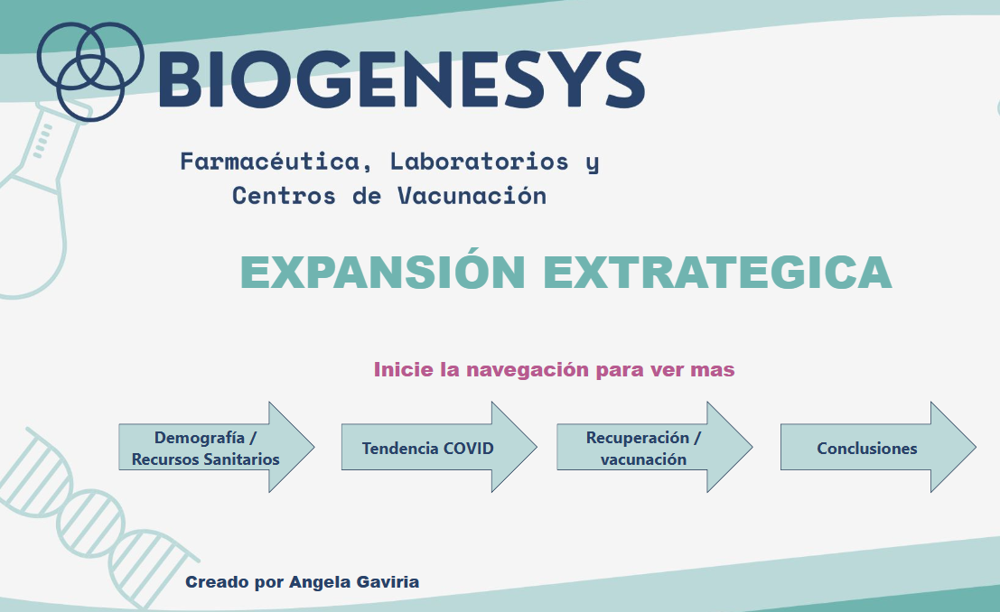 BIOGENESYS
Farmacéutica, Laboratorios y
Centros de Vacunación
EXPANSIÓN EXTRATEGICA
Inicie la navegación para ver mas
Demografía /
Recursos Sanitarios
Tendencia COVID
Recuperación /
vacunación
Conclusiones
Creado por Angela Gaviria